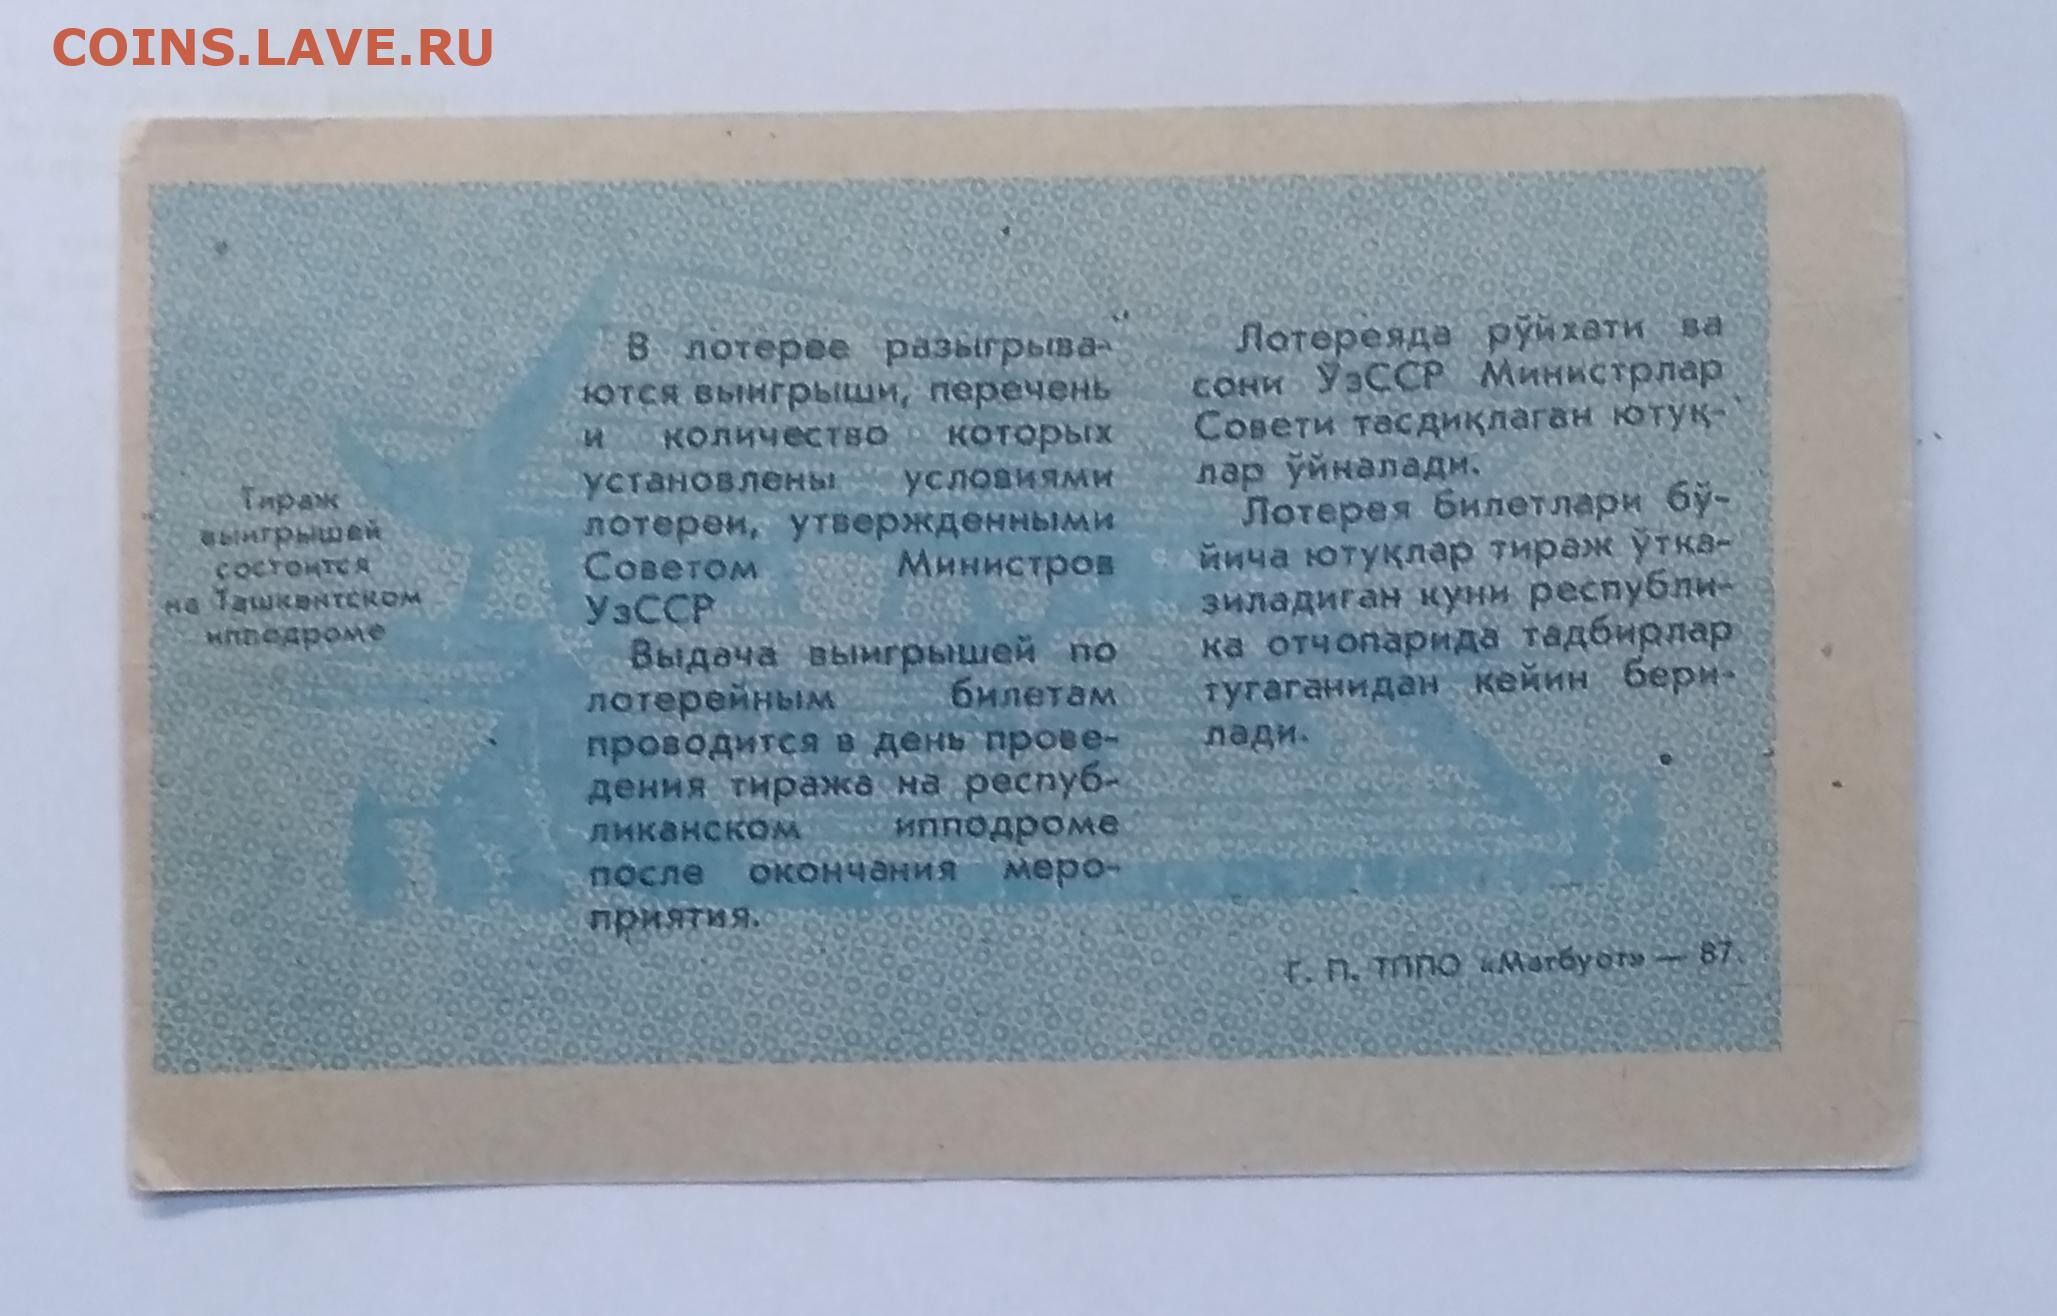 COINS.LAVE.RU
Тираж
выигрышей
состоится
на Ташкентском
ипподроме
В лотерее разыгрыва-
ются выигрыши, перечень
и количество которых
установлены условиями
лотереи, утвержденными
Советом Министров
УзССР
Выдача выигрышей по
лотерейным билетам
проводится в день прове-
дения тиража на респуб-
ликанском ипподроме
после окончания меро-
приятия.
Лотереяда рўйхати ва
сони УзССР Министрлар
Совети тасдиқлаган ютуқ-
лар ўйналади.
Лотерея билетлари бў-
йича ютуқлар тираж ўтка-
зиладиган куни республи-
ка отчопарида тадбирлар
тугаганидан кейин бери-
лади.
Г. П. ТППО «Матбуот» — 87.